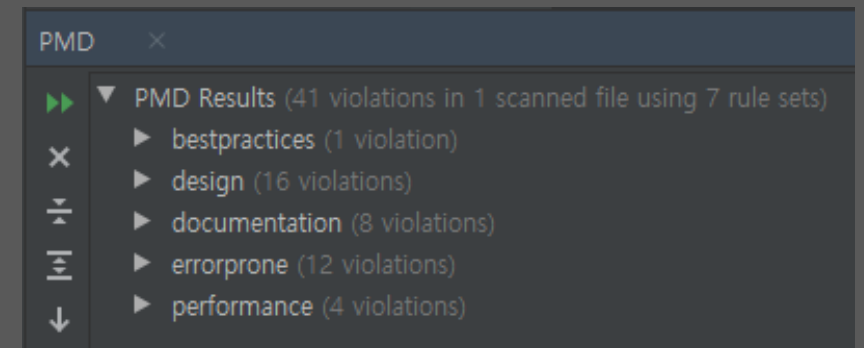 PMD
PMD Results (41 violations in 1 scanned file using 7 rule sets)
bestpractices (1 violation)
design (16 violations)
documentation (8 violations)
errorprone (12 violations)
performance (4 violations)